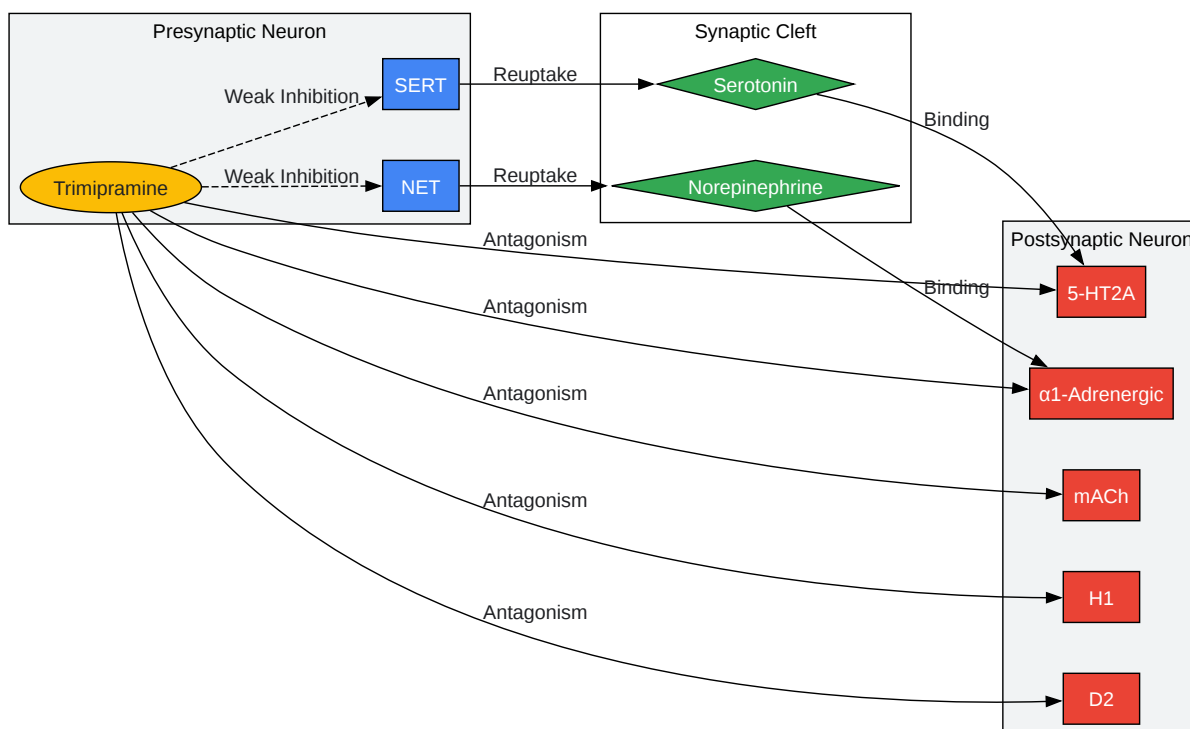 Presynaptic Neuron
Synaptic Cleft
SERT
Reuptake
Serotonin
Weak Inhibition
Binding
Trimipramine
Weak Inhibition
NET
Reuptake
Norepinephrine
Postsynaptic Neuron
Antagonism
Binding
5-HT2A
Antagonism
α1-Adrenergic
Antagonism
mACh
Antagonism
H1
Antagonism
D2